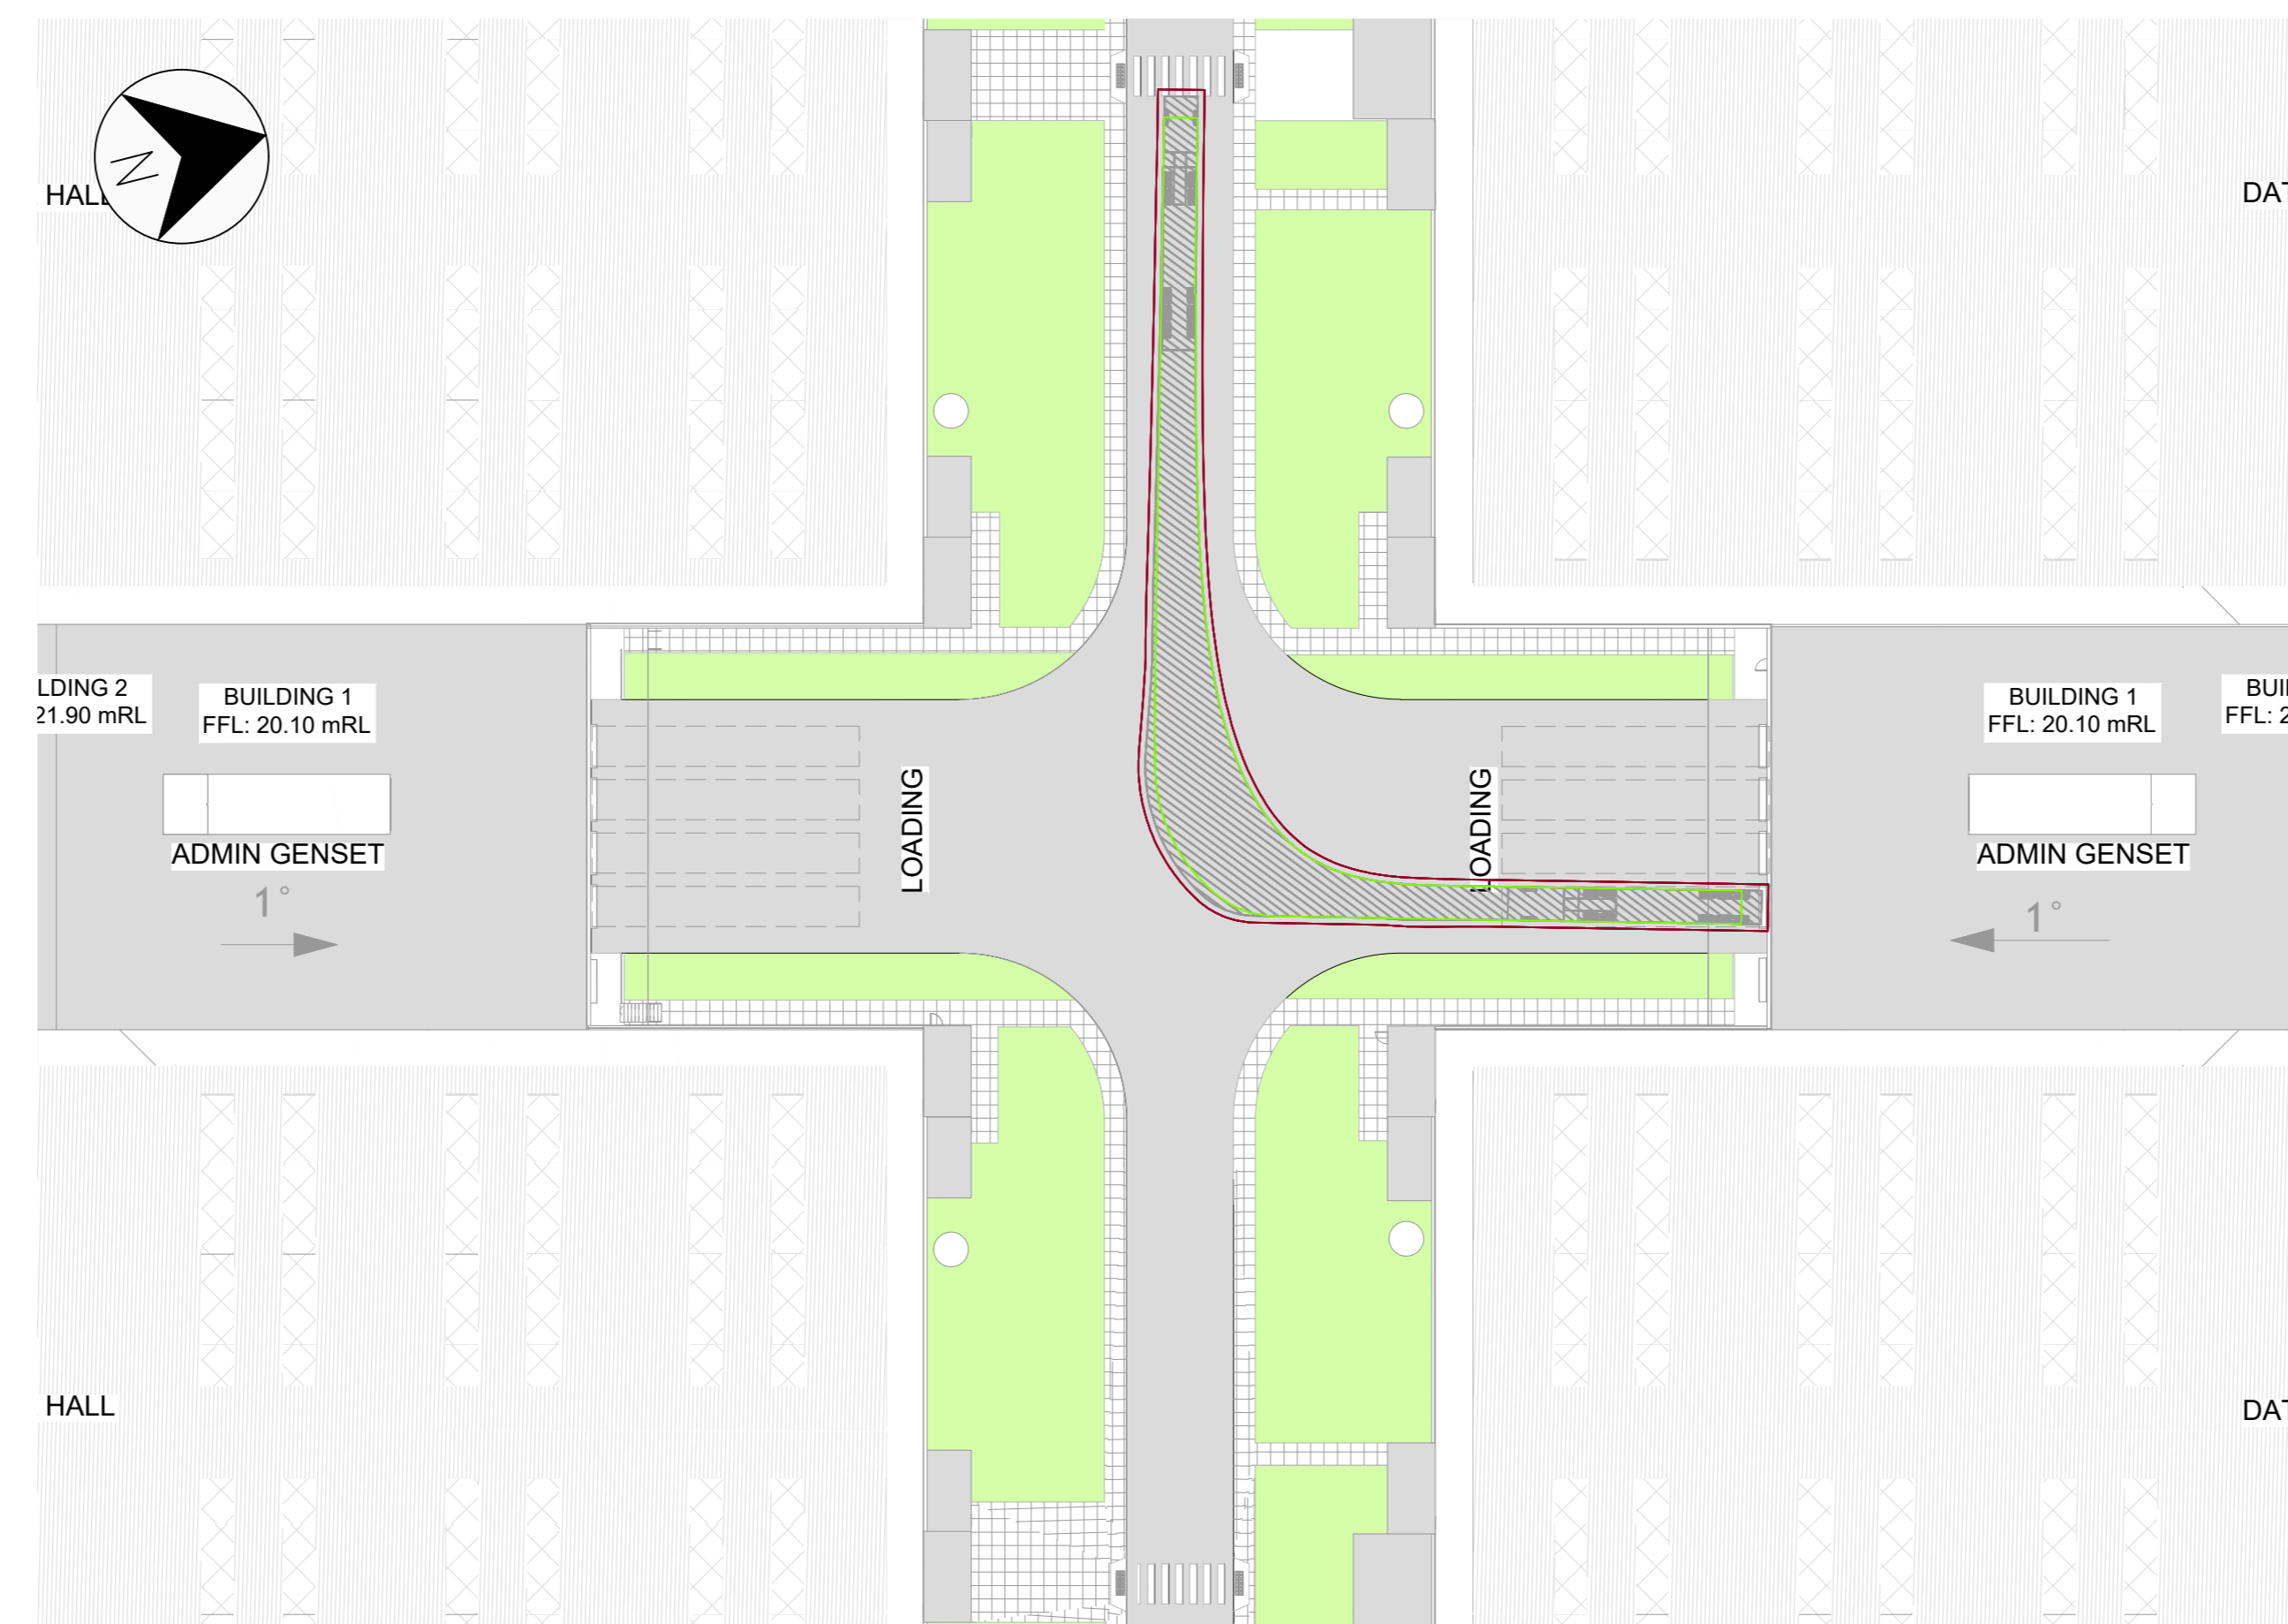 N
HALL
DAT
LDING 2
21.90 mRL
BUILDING 1
FFL: 20.10 mRL
BUILDING 1
FFL: 20.10 mRL
BUI
FFL: 2
LOADING
LOADING
ADMIN GENSET
ADMIN GENSET
1°
1°
HALL
DAT